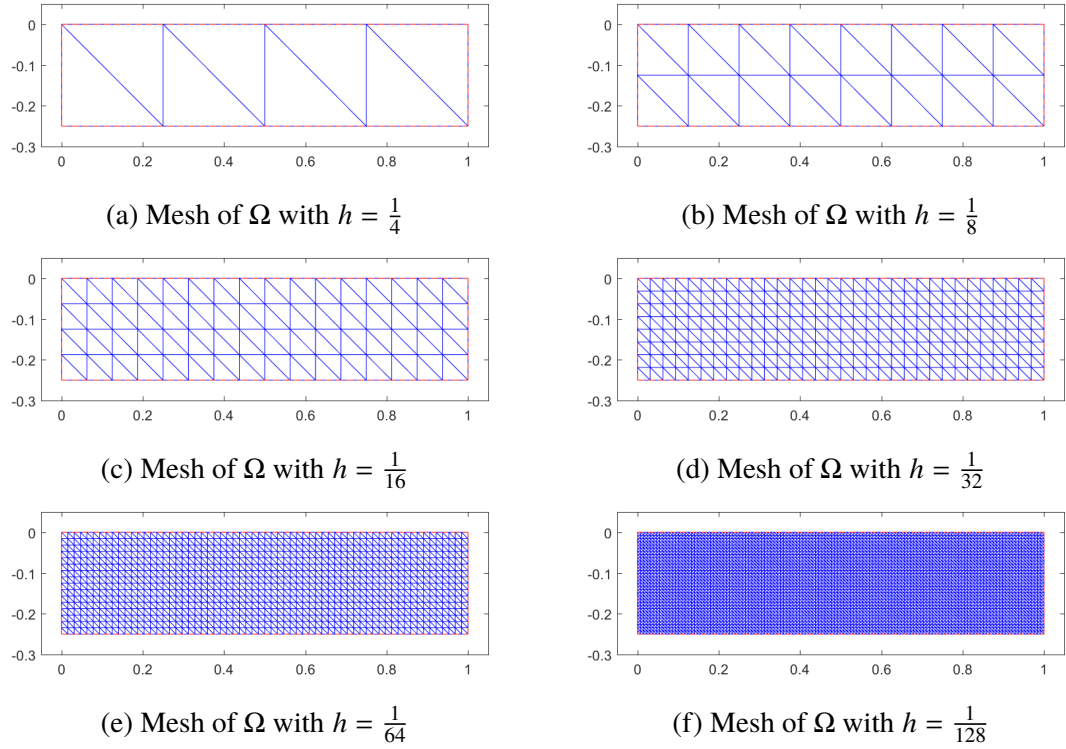 0
-0.1
-0.2
-0.3
0 0.2 0.4 0.6 0.8 1
(a) Mesh of Ω with h = 1/4
0
-0.1
-0.2
-0.3
0 0.2 0.4 0.6 0.8 1
(b) Mesh of Ω with h = 1/8
0
-0.1
-0.2
-0.3
0 0.2 0.4 0.6 0.8 1
(c) Mesh of Ω with h = 1/16
0
-0.1
-0.2
-0.3
0 0.2 0.4 0.6 0.8 1
(d) Mesh of Ω with h = 1/32
0
-0.1
-0.2
-0.3
0 0.2 0.4 0.6 0.8 1
(e) Mesh of Ω with h = 1/64
0
-0.1
-0.2
-0.3
0 0.2 0.4 0.6 0.8 1
(f) Mesh of Ω with h = 1/128